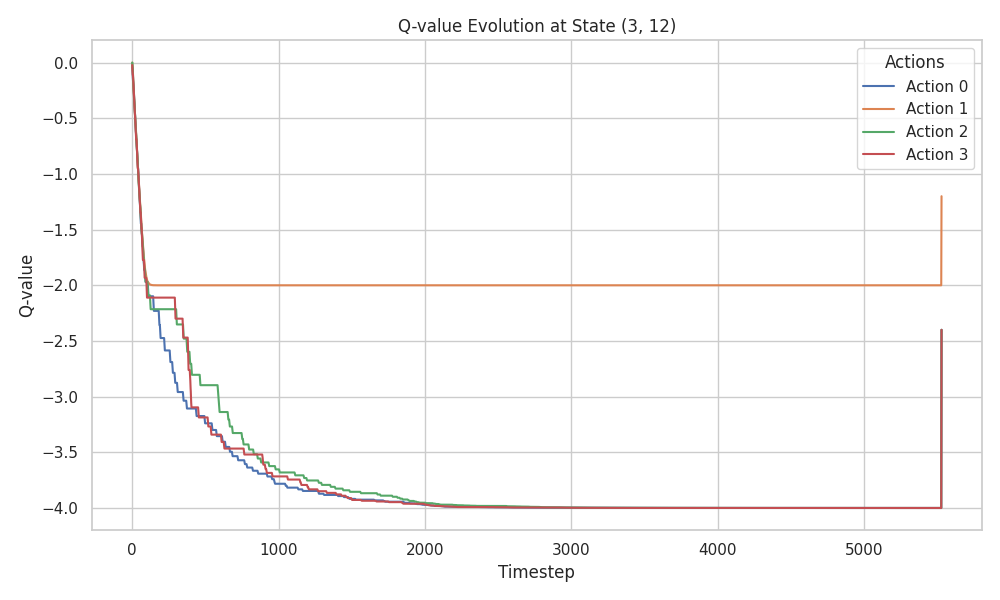 Q-value Evolution at State (3, 12)
Actions
Action 0
Action 1
Action 2
Action 3
Q-value
0.0
−0.5
−1.0
−1.5
−2.0
−2.5
−3.0
−3.5
−4.0
0 1000 2000 3000 4000 5000
Timestep